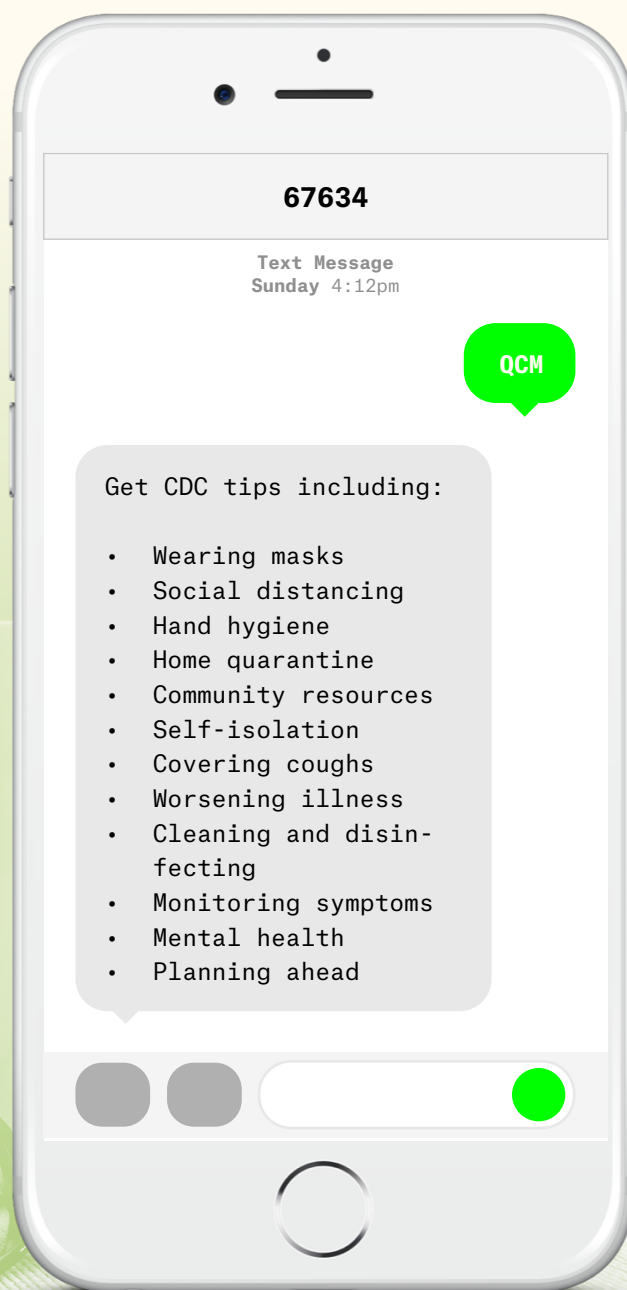 67634
Text Message
Sunday 4:12pm
QCM
Get CDC tips including:
• Wearing masks
• Social distancing
• Hand hygiene
• Home quarantine
• Community resources
• Self-isolation
• Covering coughs
• Worsening illness
• Cleaning and disin-
fecting
• Monitoring symptoms
• Mental health
• Planning ahead